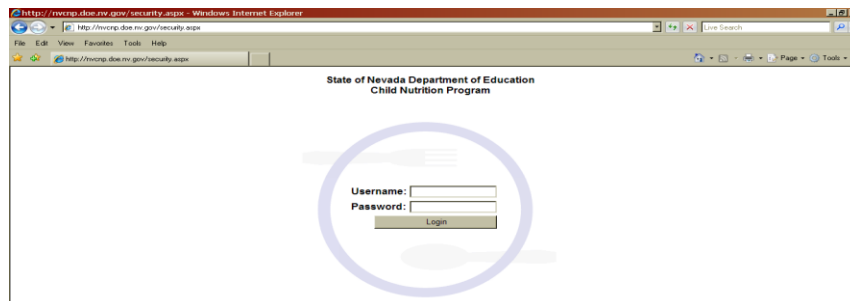 http://nvcnp.doe.nv.gov/security.aspx - Windows Internet Explorer
http://nvcnp.doe.nv.gov/security.aspx Live Search
File Edit View Favorites Tools Help
http://nvcnp.doe.nv.gov/security.aspx Page Tools
State of Nevada Department of Education
Child Nutrition Program
Username:
Password:
Login